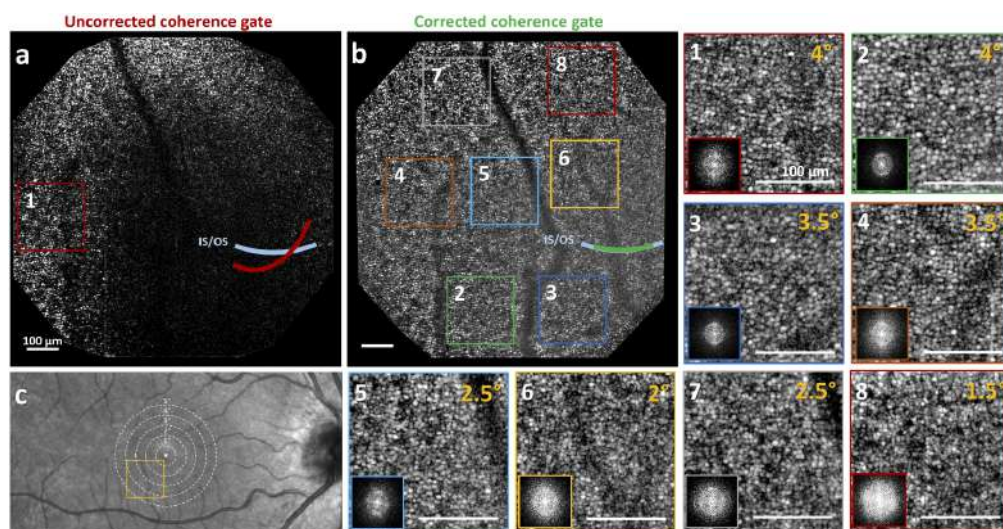 Uncorrected coherence gate
Corrected coherence gate
a
1
IS/OS
100 μm
b
7
8
4
5
6
IS/OS
2
3
1
4°
100 μm
2
4°
3
3.5°
4
3.5°
c
5
2.5°
6
2°
7
2.5°
8
1.5°